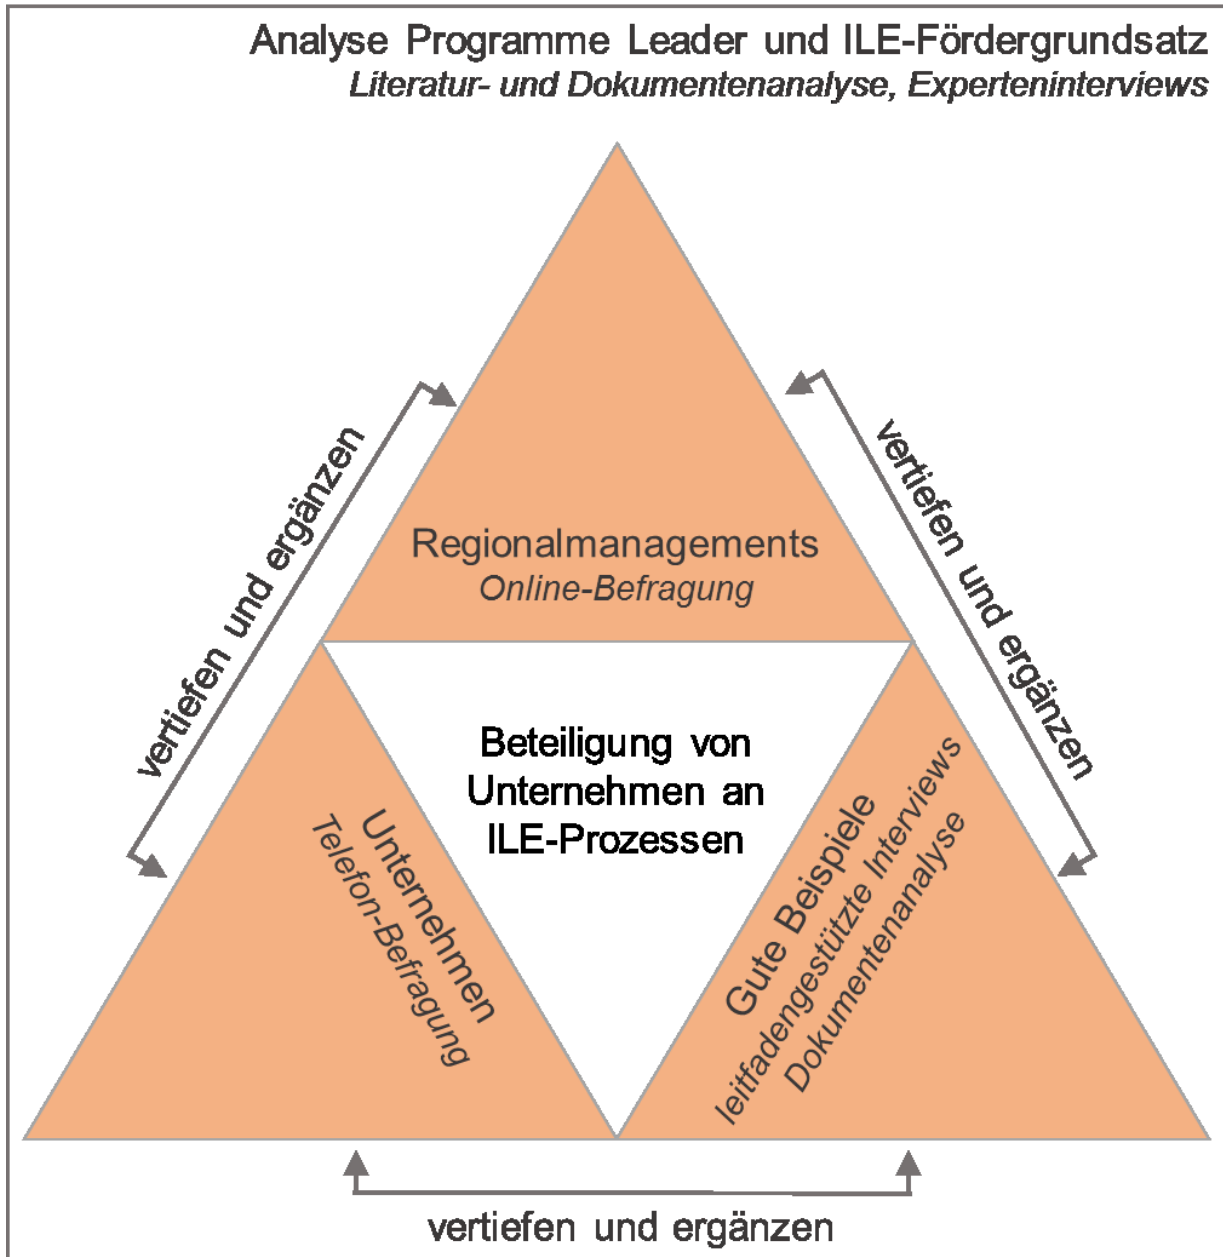 Analyse Programme Leader und ILE-Fördergrundsatz
Literatur- und Dokumentenanalyse, Experteninterviews
vertiefen und ergänzen
vertiefen und ergänzen
Regionalmanagements
Online-Befragung
Beteiligung von
Unternehmen an
ILE-Prozessen
Unternehmen
Telefon-Befragung
Gute Beispiele
leitfadengestützte Interviews
Dokumentenanalyse
vertiefen und ergänzen